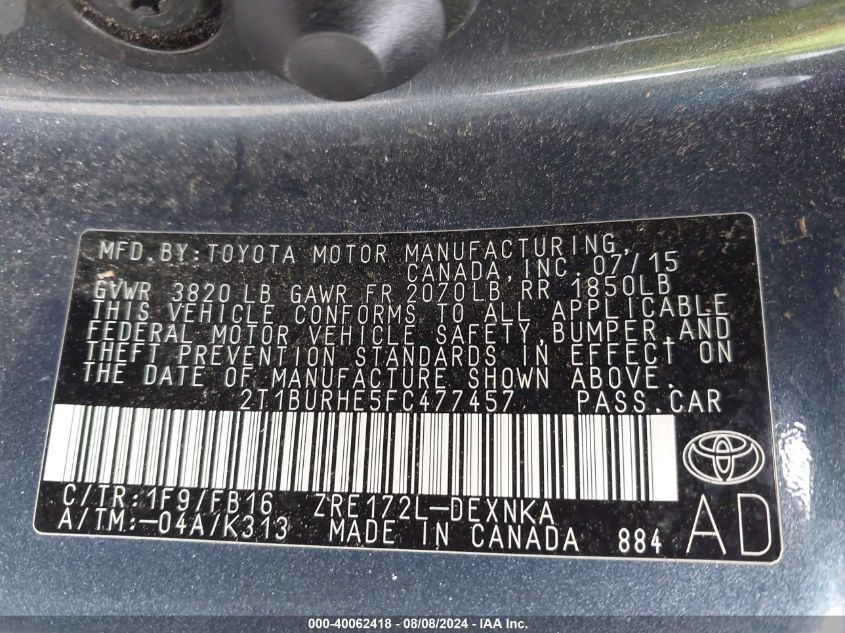 MFD. BY: TOYOTA MOTOR MANUFACTURING,
CANADA, INC. 07/15
GVWR 3820 LB GAWR FR 2070LB RR 1850LB
THIS VEHICLE CONFORMS TO ALL APPLICABLE
FEDERAL MOTOR VEHICLE SAFETY, BUMPER, AND
THEFT PREVENTION STANDARDS IN EFFECT ON
THE DATE OF MANUFACTURE SHOWN ABOVE.
2T1BURHE5FC477457 PASS. CAR
C/TR: 1F9/FB16 ZRE172L-DEXNKA
A/TM: -04A/K313 MADE IN CANADA 884
AD
000-40062418 - 08/08/2024 - IAA Inc.